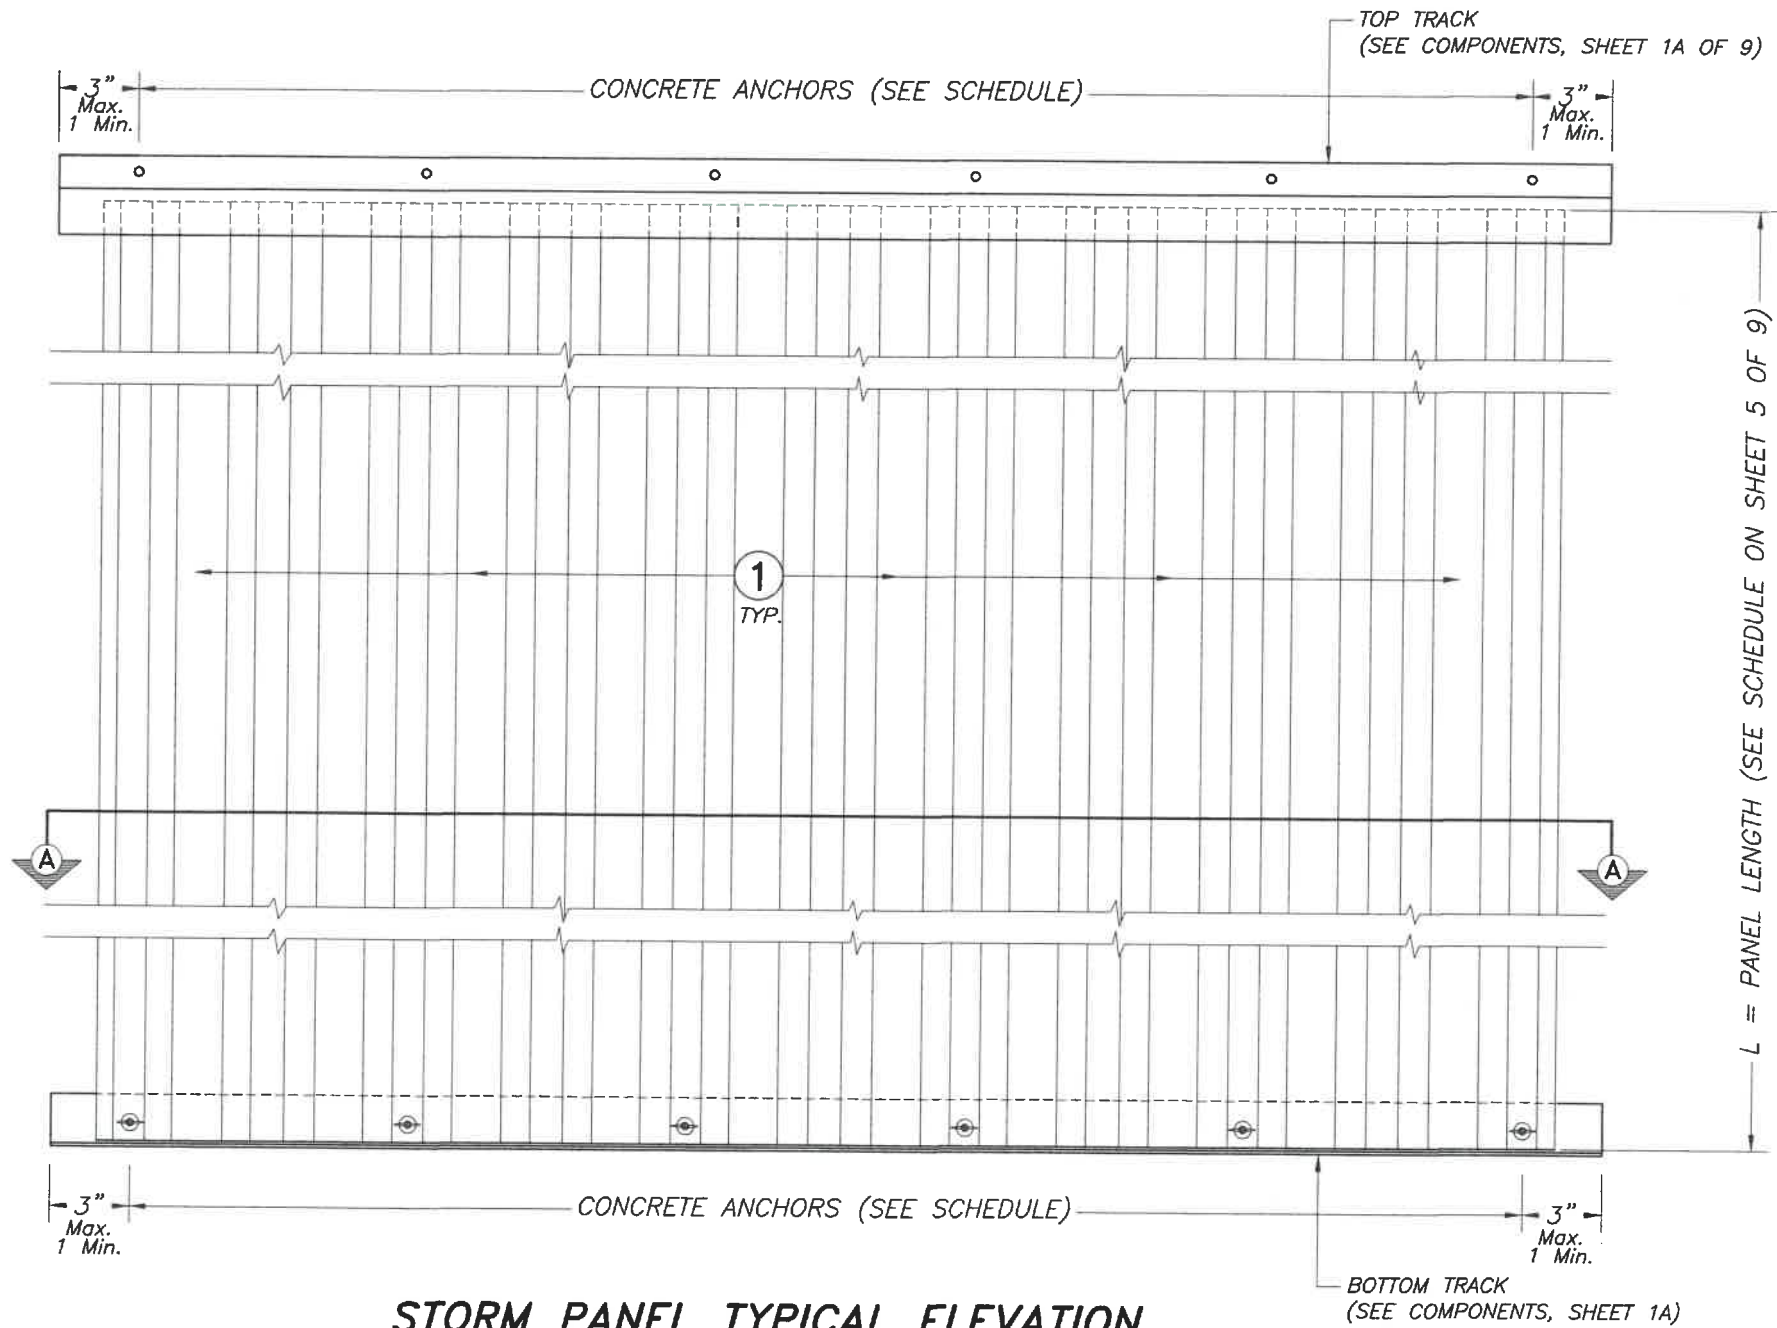 TOP TRACK
(SEE COMPONENTS, SHEET 1A OF 9)
3"
Max.
1 Min.
CONCRETE ANCHORS (SEE SCHEDULE)
3"
Max.
1 Min.
1
TYP.
L = PANEL LENGTH (SEE SCHEDULE ON SHEET 5 OF 9)
A
A
3"
Max.
1 Min.
CONCRETE ANCHORS (SEE SCHEDULE)
3"
Max.
1 Min.
BOTTOM TRACK
(SEE COMPONENTS, SHEET 1A)
STORM PANEL TYPICAL ELEVATION